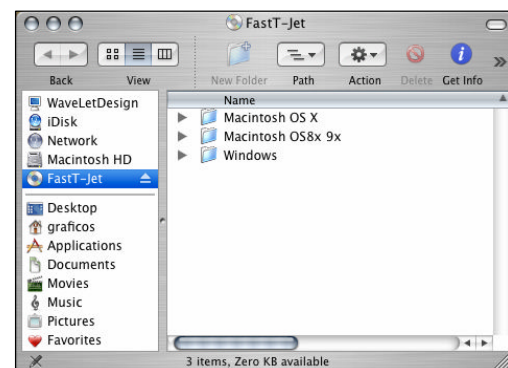 FastT-Jet
Back View New Folder Path Action Delete Get Info
Name
WaveLetDesign
iDisk
Network
Macintosh HD
FastT-Jet
Desktop
graficos
Applications
Documents
Movies
Music
Pictures
Favorites
Macintosh OS X
Macintosh OS8x 9x
Windows
3 items, Zero KB available